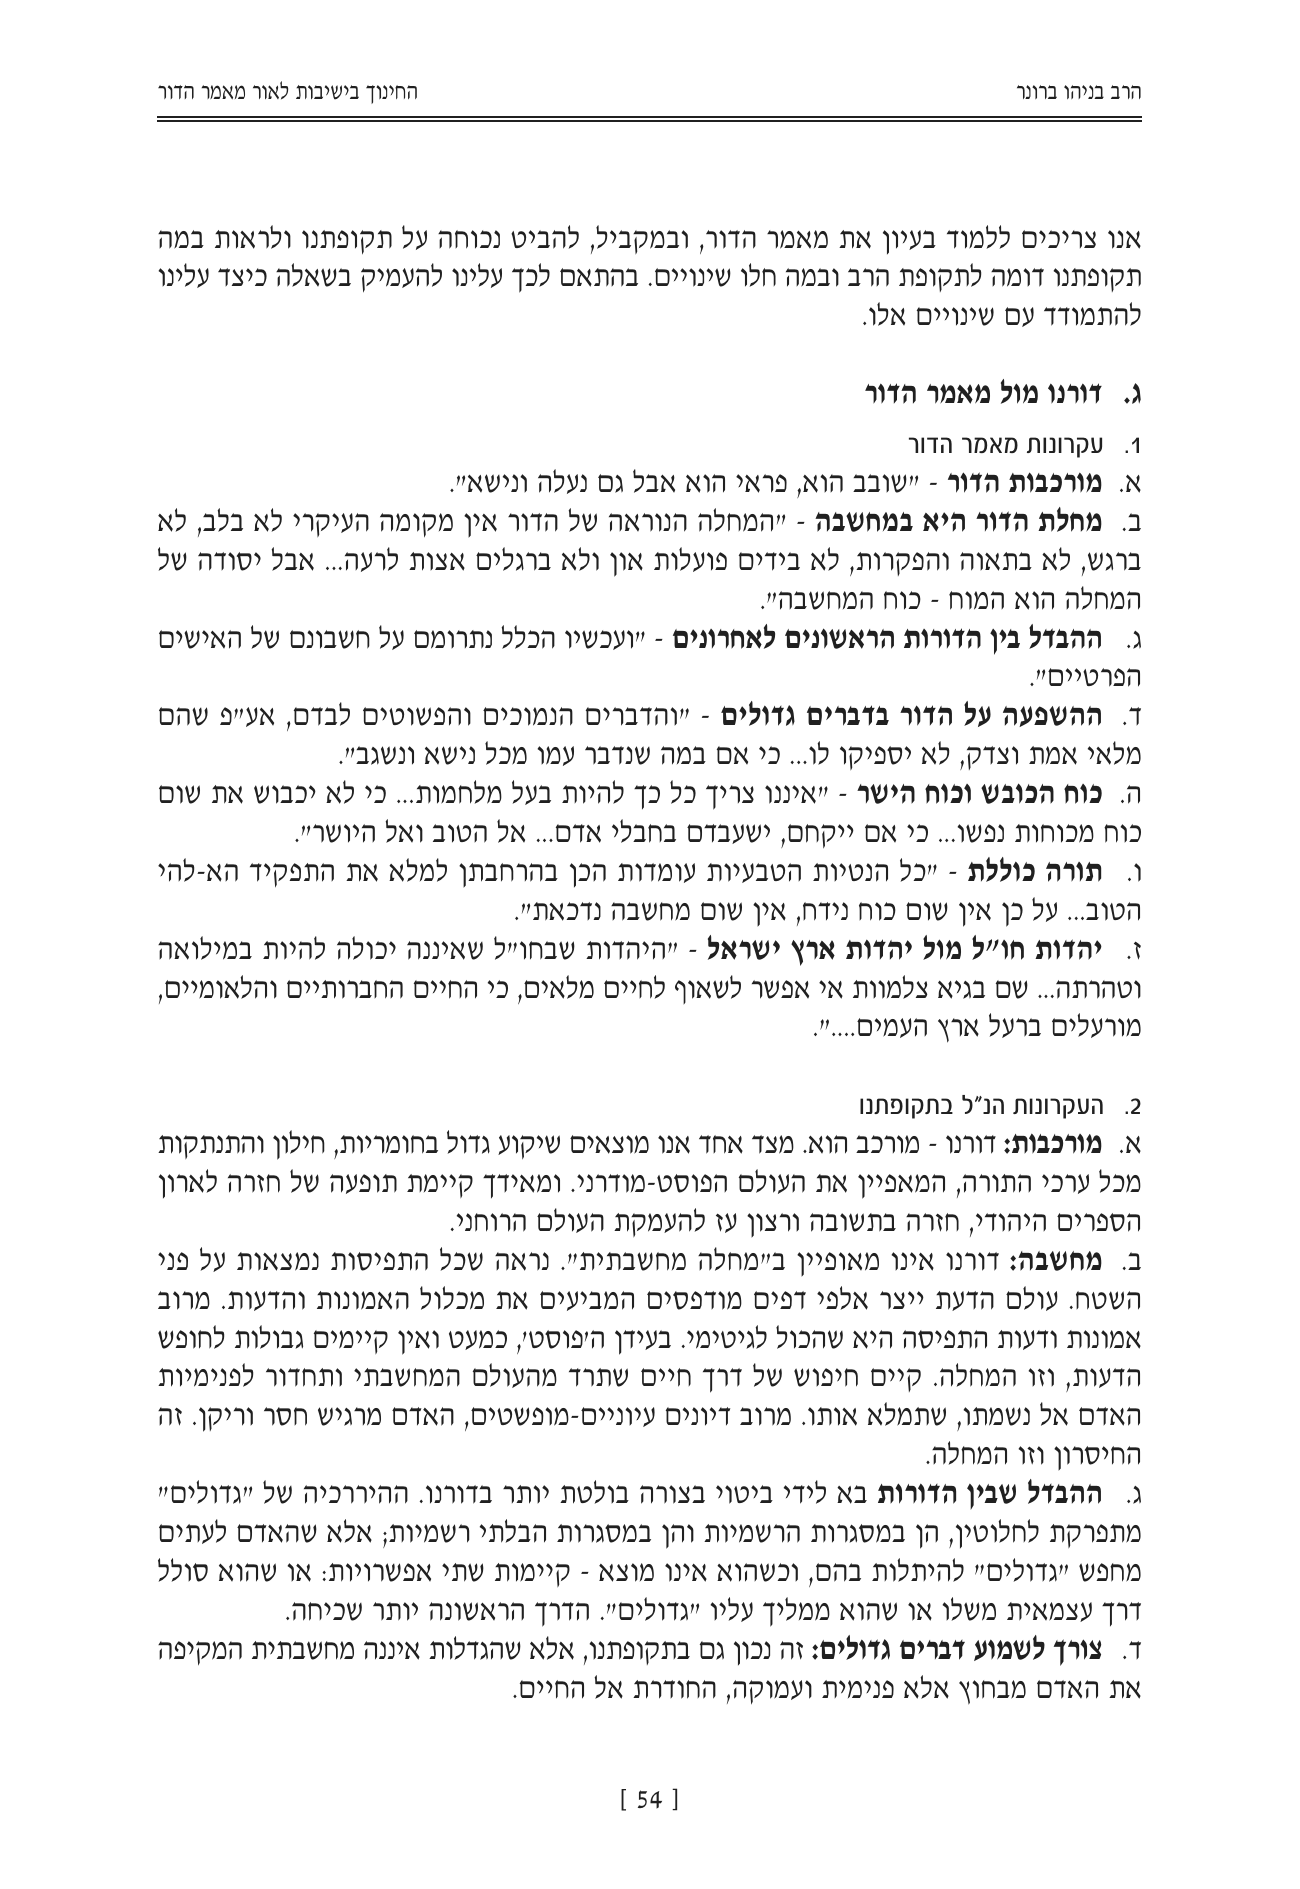 הרב בניהו ברונר
החינוך בישיבות לאור מאמר הדור
אנו צריכים ללמוד בעיון את מאמר הדור, ובמקביל, להביט נכוחה על תקופתנו ולראות במה
תקופתנו דומה לתקופת הרב ובמה חלו שינויים. בהתאם לכך עלינו להעמיק בשאלה כיצד עלינו
להתמודד עם שינויים אלו.
ג. דורנו מול מאמר הדור
1. עקרונות מאמר הדור
א. מורכבות הדור - "שובב הוא, פראי הוא אבל גם נעלה ונישא".
ב. מחלת הדור היא במחשבה - "המחלה הנוראה של הדור אין מקומה העיקרי לא בלב, לא
ברגש, לא בתאוה והפקרות, לא בידים פועלות און ולא ברגלים אצות לרעה... אבל יסודה של
המחלה הוא המוח - כוח המחשבה".
ג. ההבדל בין הדורות הראשונים לאחרונים - "ועכשיו הכלל נתרומם על חשבונם של האישים
הפרטיים".
ד. ההשפעה על הדור בדברים גדולים - "והדברים הנמוכים והפשוטים לבדם, אע"פ שהם
מלאי אמת וצדק, לא יספיקו לו... כי אם במה שנדבר עמו מכל נישא ונשגב".
ה. כוח הכובש וכוח הישר - "איננו צריך כל כך להיות בעל מלחמות... כי לא יכבוש את שום
כוח מכוחות נפשו... כי אם ייקחם, ישעבדם בחבלי אדם... אל הטוב ואל היושר".
ו. תורה כוללת - "כל הנטיות הטבעיות עומדות הכן בהרחבתן למלא את התפקיד הא-להי
הטוב... על כן אין שום כוח נידח, אין שום מחשבה נדכאת".
ז. יהדות חו"ל מול יהדות ארץ ישראל - "היהדות שבחו"ל שאיננה יכולה להיות במילואה
וטהרתה... שם בגיא צלמוות אי אפשר לשאוף לחיים מלאים, כי החיים החברותיים והלאומיים,
מורעלים ברעל ארץ העמים....".
2. העקרונות הנ"ל בתקופתנו
א. מורכבות: דורנו - מורכב הוא. מצד אחד אנו מוצאים שיקוע גדול בחומריות, חילון והתנתקות
מכל ערכי התורה, המאפיין את העולם הפוסט-מודרני. ומאידך קיימת תופעה של חזרה לארון
הספרים היהודי, חזרה בתשובה ורצון עז להעמקת העולם הרוחני.
ב. מחשבה: דורנו אינו מאופיין ב"מחלה מחשבתית". נראה שכל התפיסות נמצאות על פני
השטח. עולם הדעת ייצר אלפי דפים מודפסים המביעים את מכלול האמונות והדעות. מרוב
אמונות ודעות התפיסה היא שהכול לגיטימי. בעידן ה'פוסט', כמעט ואין קיימים גבולות לחופש
הדעות, וזו המחלה. קיים חיפוש של דרך חיים שתרד מהעולם המחשבתי ותחדור לפנימיות
האדם אל נשמתו, שתמלא אותו. מרוב דיונים עיוניים-מופשטים, האדם מרגיש חסר וריקן. זה
החיסרון וזו המחלה.
ג. ההבדל שבין הדורות בא לידי ביטוי בצורה בולטת יותר בדורנו. ההיררכיה של "גדולים"
מתפרקת לחלוטין, הן במסגרות הרשמיות והן במסגרות הבלתי רשמיות; אלא שהאדם לעתים
מחפש "גדולים" להיתלות בהם, וכשהוא אינו מוצא - קיימות שתי אפשרויות: או שהוא סולל
דרך עצמאית משלו או שהוא ממליך עליו "גדולים". הדרך הראשונה יותר שכיחה.
ד. צורך לשמוע דברים גדולים: זה נכון גם בתקופתנו, אלא שהגדלות איננה מחשבתית המקיפה
את האדם מבחוץ אלא פנימית ועמוקה, החודרת אל החיים.
[ 54 ]